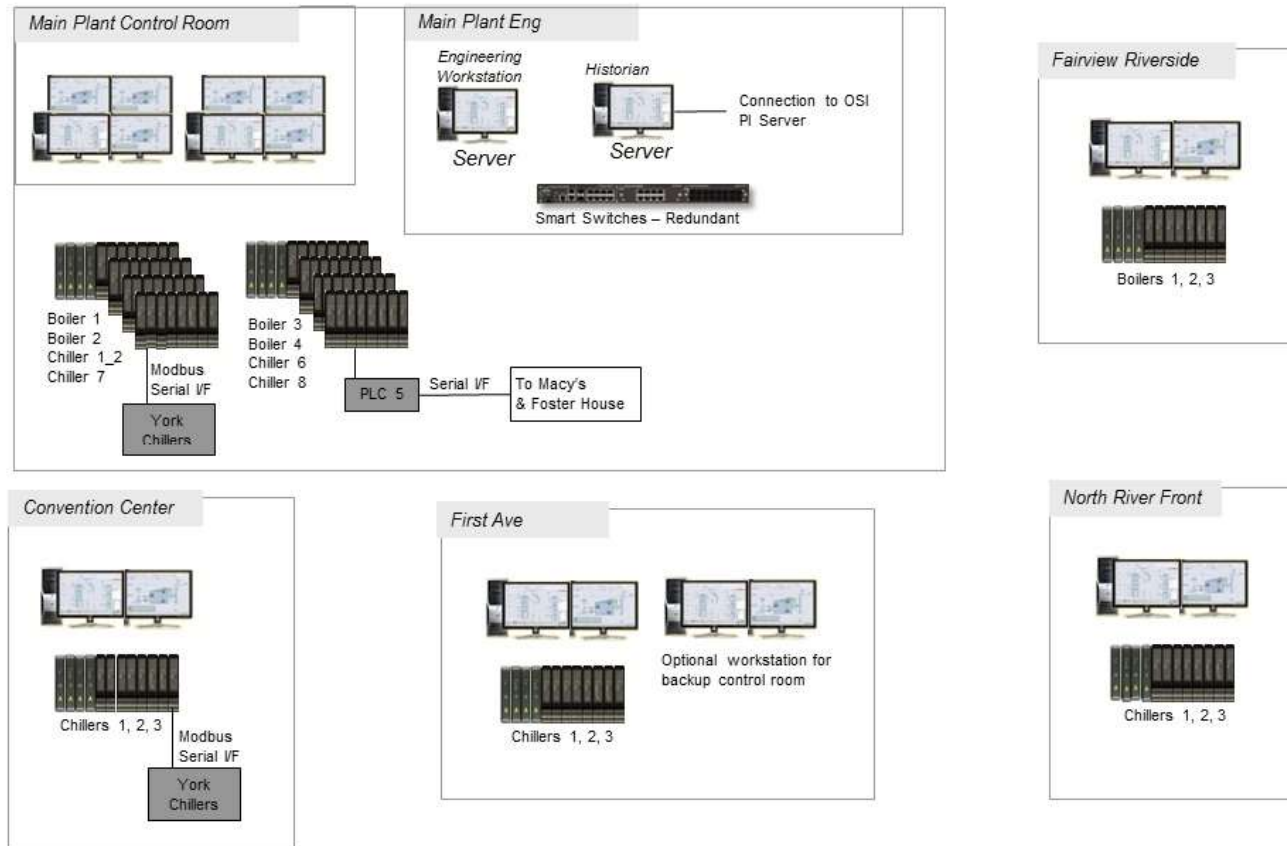 Main Plant Control Room
Main Plant Eng
Engineering
Workstation
Server
Historian
Server
Connection to OSI
PI Server
Smart Switches – Redundant
Fairview Riverside
Boilers 1, 2, 3
Boiler 1
Boiler 2
Chiller 1_2
Chiller 7
Modbus
Serial I/F
York
Chillers
Boiler 3
Boiler 4
Chiller 6
Chiller 8
PLC 5
Serial I/F
To Macy's
& Foster House
Convention Center
Chillers 1, 2, 3
Modbus
Serial I/F
York
Chillers
First Ave
Chillers 1, 2, 3
Optional workstation for
backup control room
North River Front
Chillers 1, 2, 3